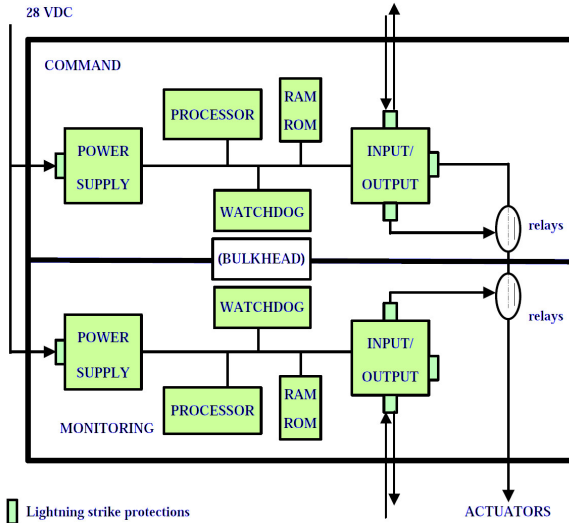 28 VDC
COMMAND
PROCESSOR
RAM
ROM
POWER
SUPPLY
INPUT/
OUTPUT
WATCHDOG
relays
(BULKHEAD)
WATCHDOG
relays
POWER
SUPPLY
INPUT/
OUTPUT
PROCESSOR
RAM
ROM
MONITORING
Lightning strike protections
ACTUATORS